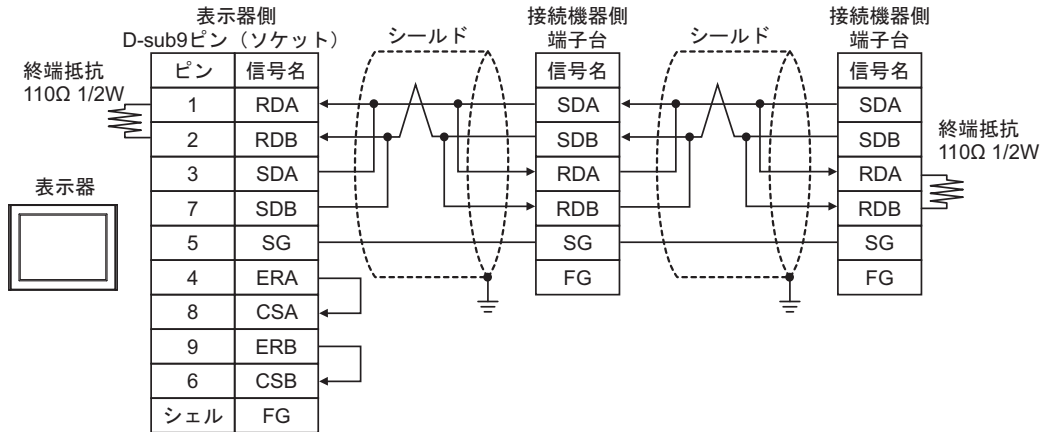 表示器側
D-sub9ピン（ソケット）
シールド
接続機器側
端子台
シールド
接続機器側
端子台
終端抵抗
110Ω 1/2W
ピン 信号名
1 RDA
2 RDB
3 SDA
7 SDB
5 SG
4 ERA
8 CSA
9 ERB
6 CSB
シェル FG
表示器
信号名
SDA
SDB
RDA
RDB
SG
FG
信号名
SDA
SDB
RDA
RDB
SG
FG
終端抵抗
110Ω 1/2W